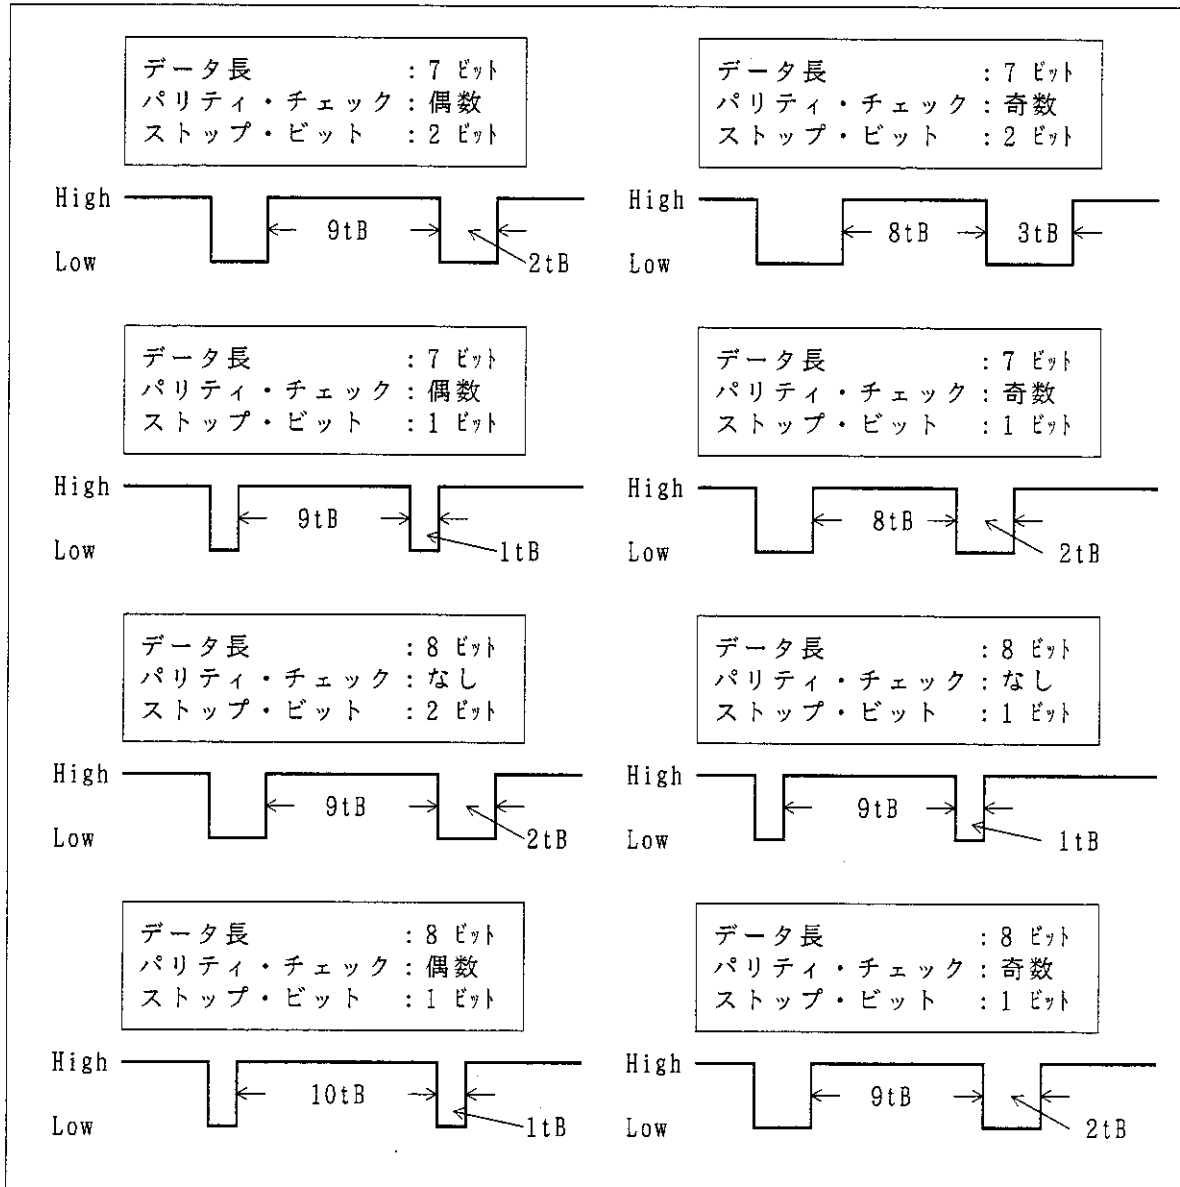 データ長 : 7 ビット
パリティ・チェック : 偶数
ストップ・ビット : 2 ビット
High
Low
9tB
2tB
データ長 : 7 ビット
パリティ・チェック : 奇数
ストップ・ビット : 2 ビット
High
Low
8tB
3tB
データ長 : 7 ビット
パリティ・チェック : 偶数
ストップ・ビット : 1 ビット
High
Low
9tB
1tB
データ長 : 7 ビット
パリティ・チェック : 奇数
ストップ・ビット : 1 ビット
High
Low
8tB
2tB
データ長 : 8 ビット
パリティ・チェック : なし
ストップ・ビット : 2 ビット
High
Low
9tB
2tB
データ長 : 8 ビット
パリティ・チェック : なし
ストップ・ビット : 1 ビット
High
Low
9tB
1tB
データ長 : 8 ビット
パリティ・チェック : 偶数
ストップ・ビット : 1 ビット
High
Low
10tB
1tB
データ長 : 8 ビット
パリティ・チェック : 奇数
ストップ・ビット : 1 ビット
High
Low
9tB
2tB